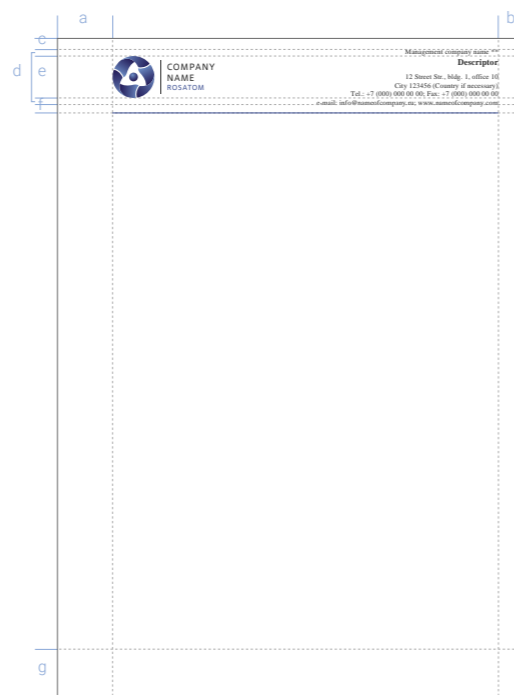 a
b
c
d
e
f
g
COMPANY
NAME
ROSATOM
Management company name **
Descriptor
12 Street Str., bldg. 1, office 10
City 123456 (Country if necessary)
Tel.: +7 (000) 000 00 00; Fax: +7 (000) 000 00 00
e-mail: info@nameofcompany.ru; www.nameofcompany.com